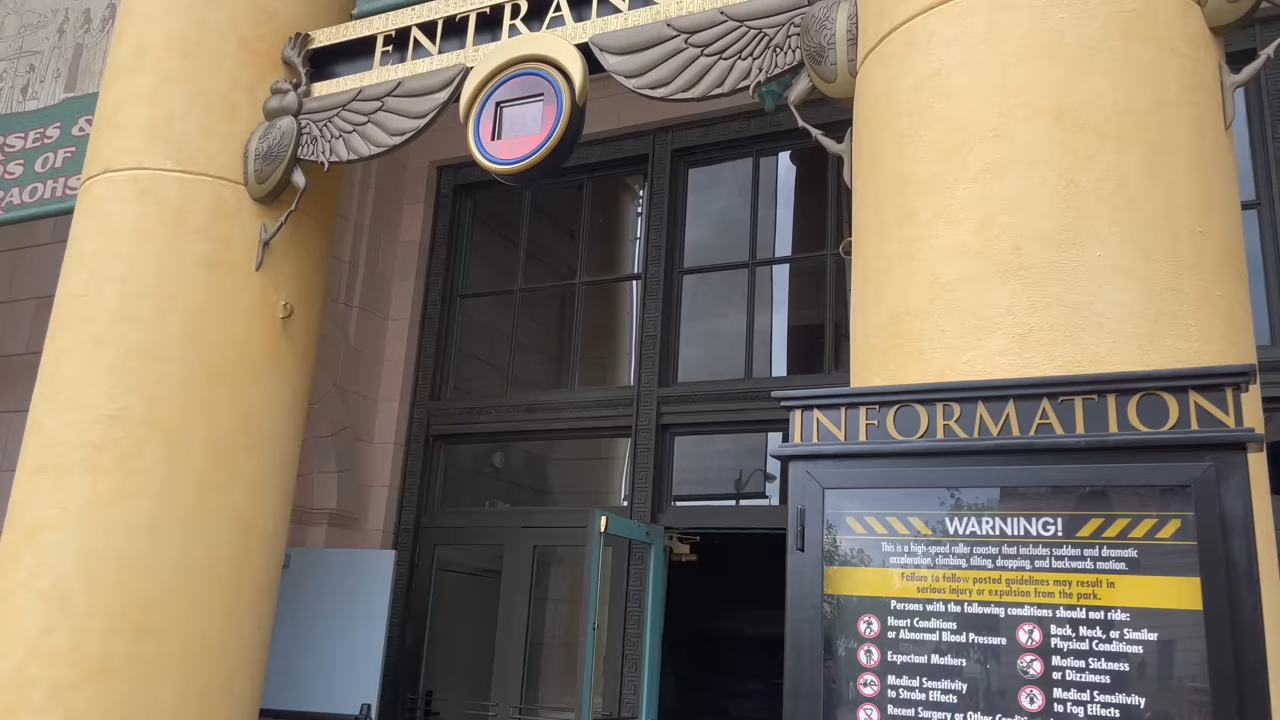 ENTRANC
RSES &
DS OF
RAOHS
INFORMATION
WARNING!
This is a high-speed roller coaster that includes sudden and dramatic
acceleration, climbing, tilting, dropping, and backwards motion.
Failure to follow posted guidelines may result in
serious injury or expulsion from the park.
Persons with the following conditions should not ride:
Heart Conditions
or Abnormal Blood Pressure
Expectant Mothers
Medical Sensitivity
to Strobe Effects
Recent Surgery or Other Conditi
Back, Neck, or Similar
Physical Conditions
Motion Sickness
or Dizziness
Medical Sensitivity
to Fog Effects